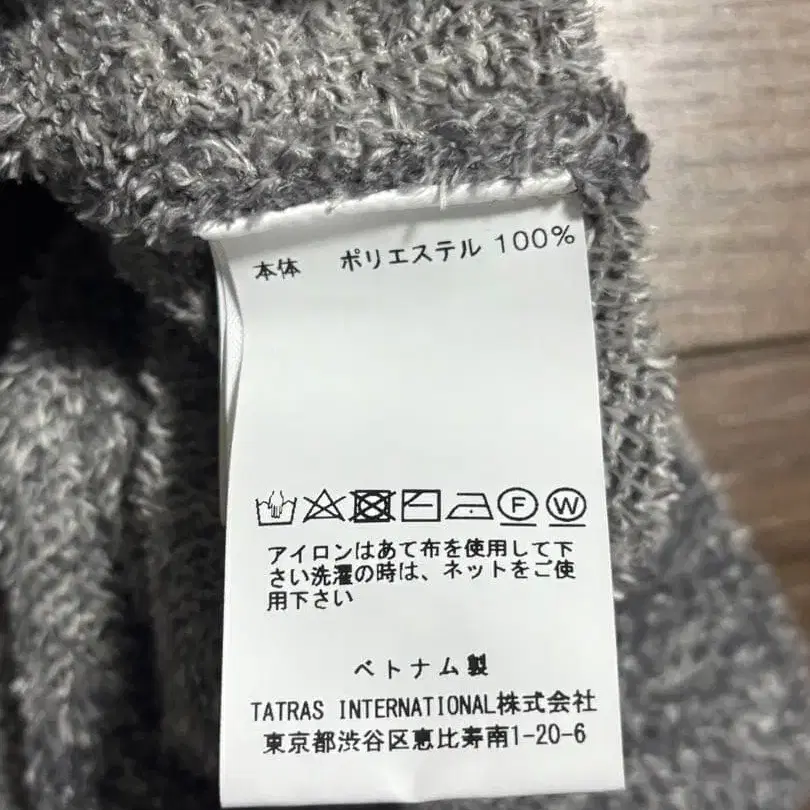 本体　ポリエステル 100%
F W
アイロンはあて布を使用して下
さい洗濯の時は、ネットをご使
用下さい
ベトナム製
TATRAS INTERNATIONAL株式会社
東京都渋谷区恵比寿南1-20-6